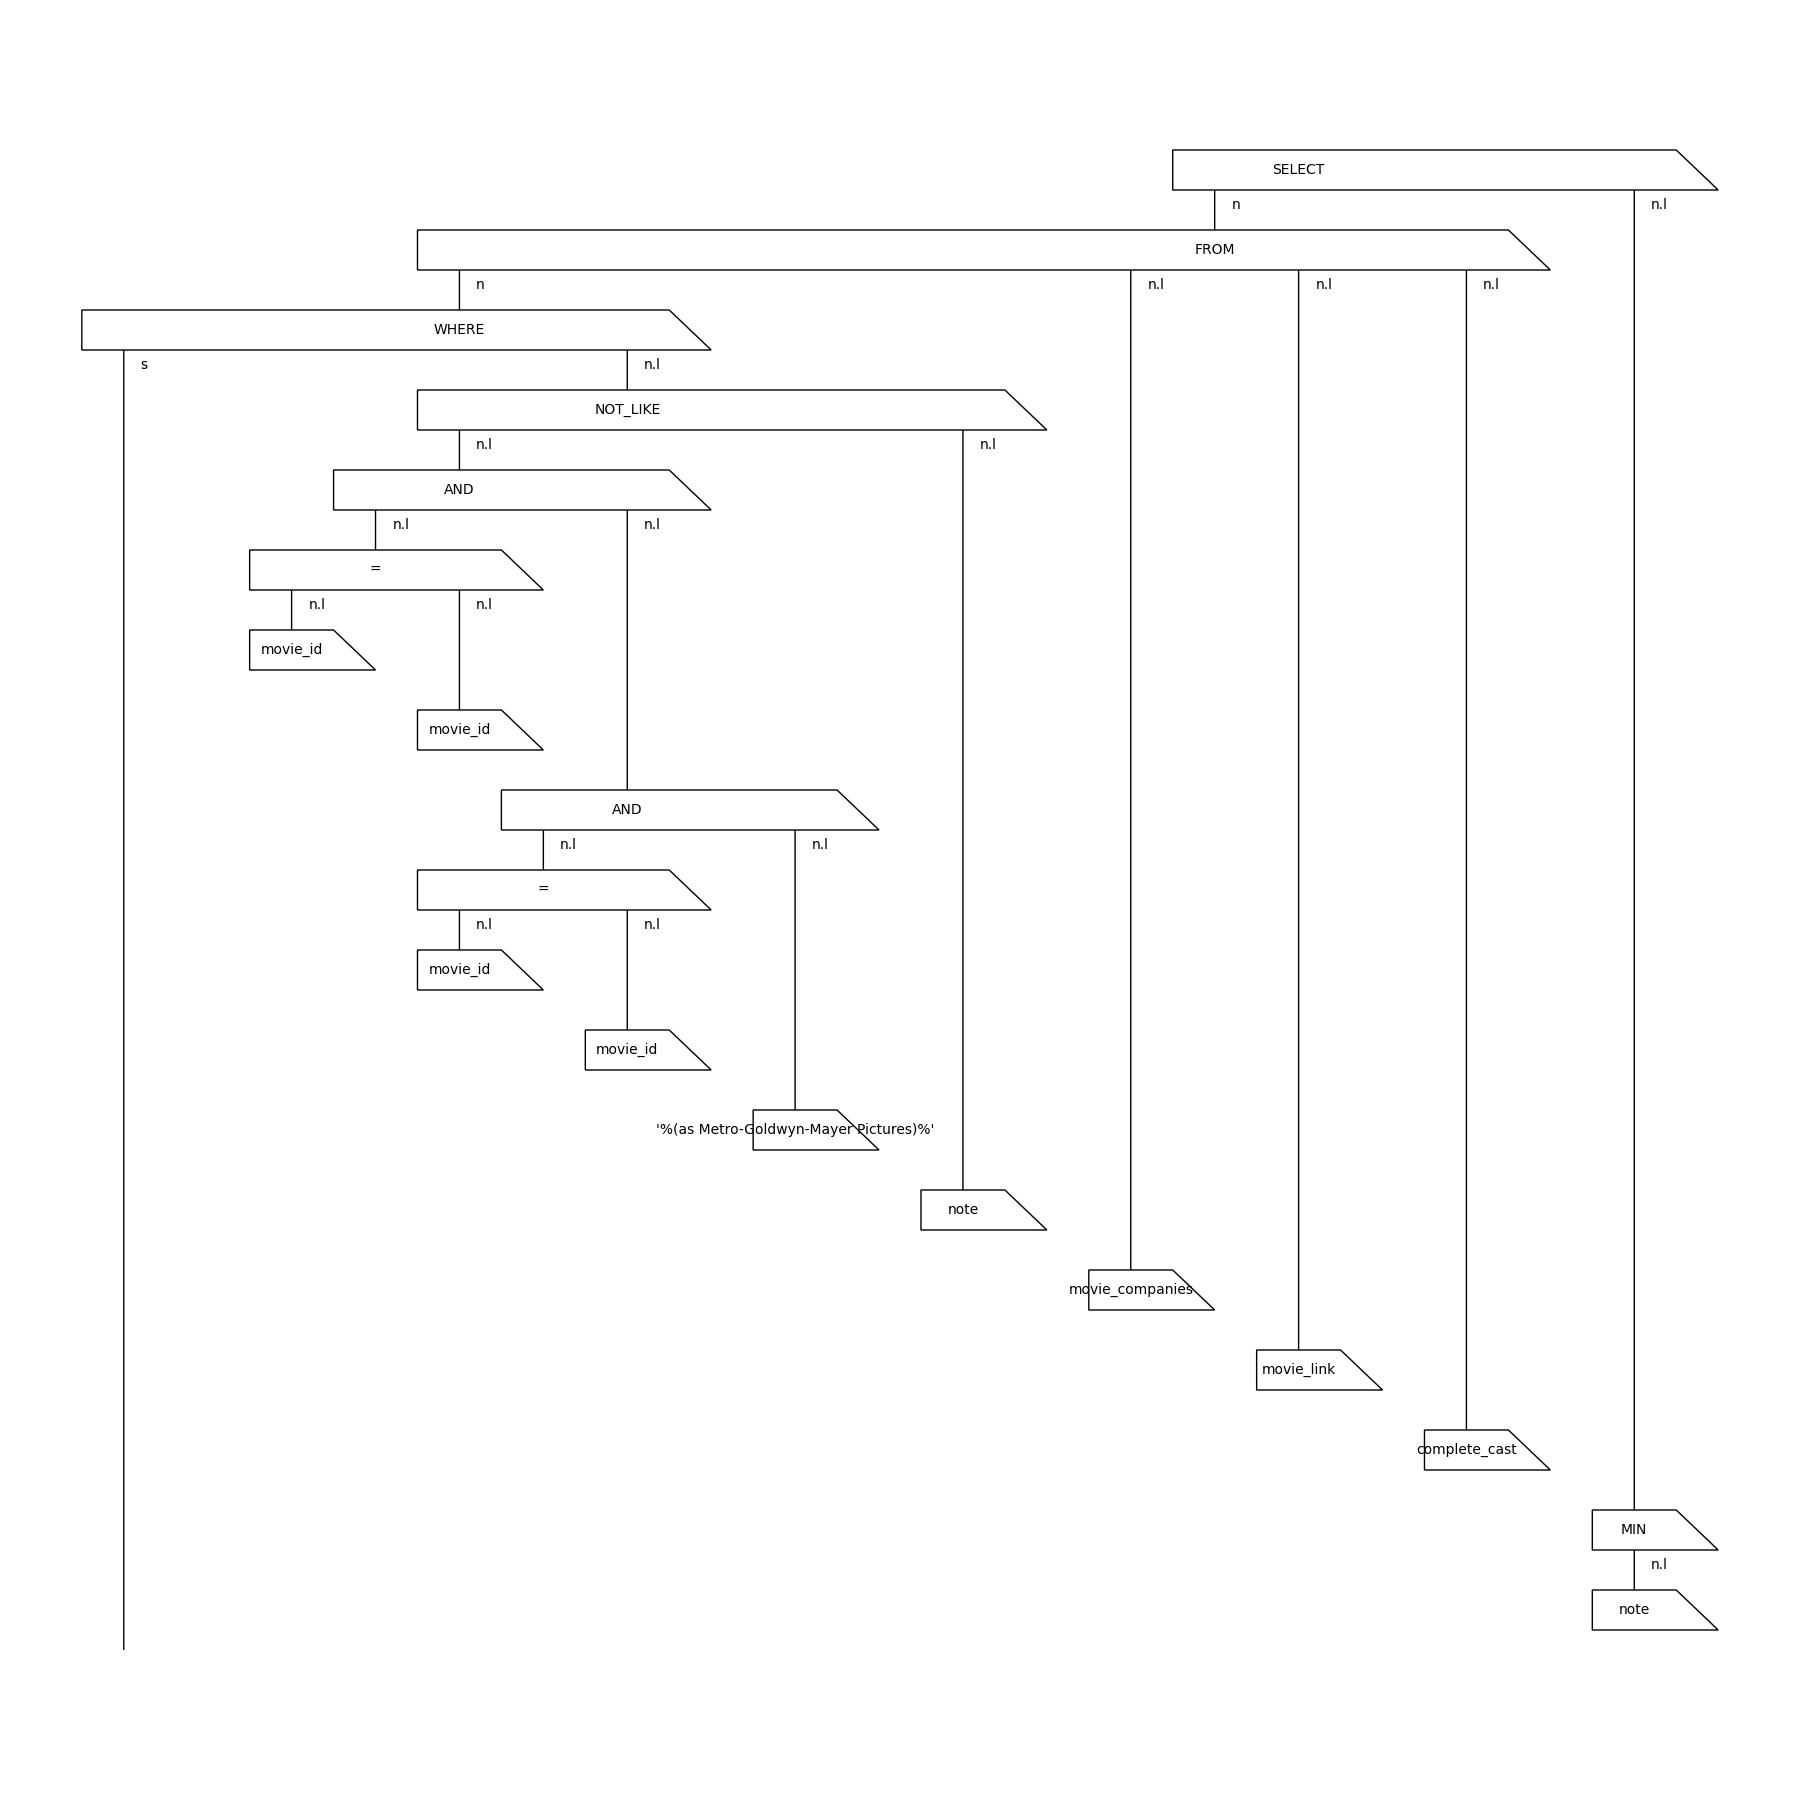 SELECT
n n.l
FROM
n n.l n.l n.l
WHERE
s n.l
NOT_LIKE
n.l n.l
AND
n.l n.l
=
n.l n.l
movie_id
movie_id
AND
n.l n.l
=
n.l n.l
movie_id
movie_id
'%(as Metro-Goldwyn-Mayer Pictures)%'
note
movie_companies
movie_link
complete_cast
MIN
n.l
note